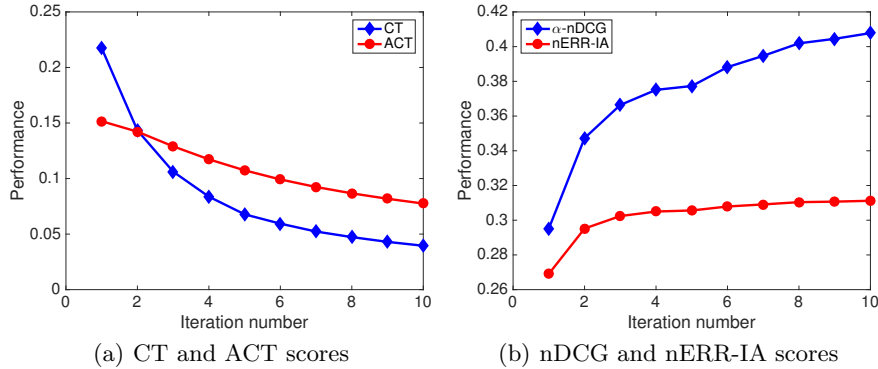 0.25
0.2
0.15
0.1
0.05
0
Performance
CT
ACT
0 2 4 6 8 10
Iteration number
(a) CT and ACT scores
0.42
0.4
0.38
0.36
0.34
0.32
0.3
0.28
0.26
Performance
α-nDCG
nERR-IA
0 2 4 6 8 10
Iteration number
(b) nDCG and nERR-IA scores